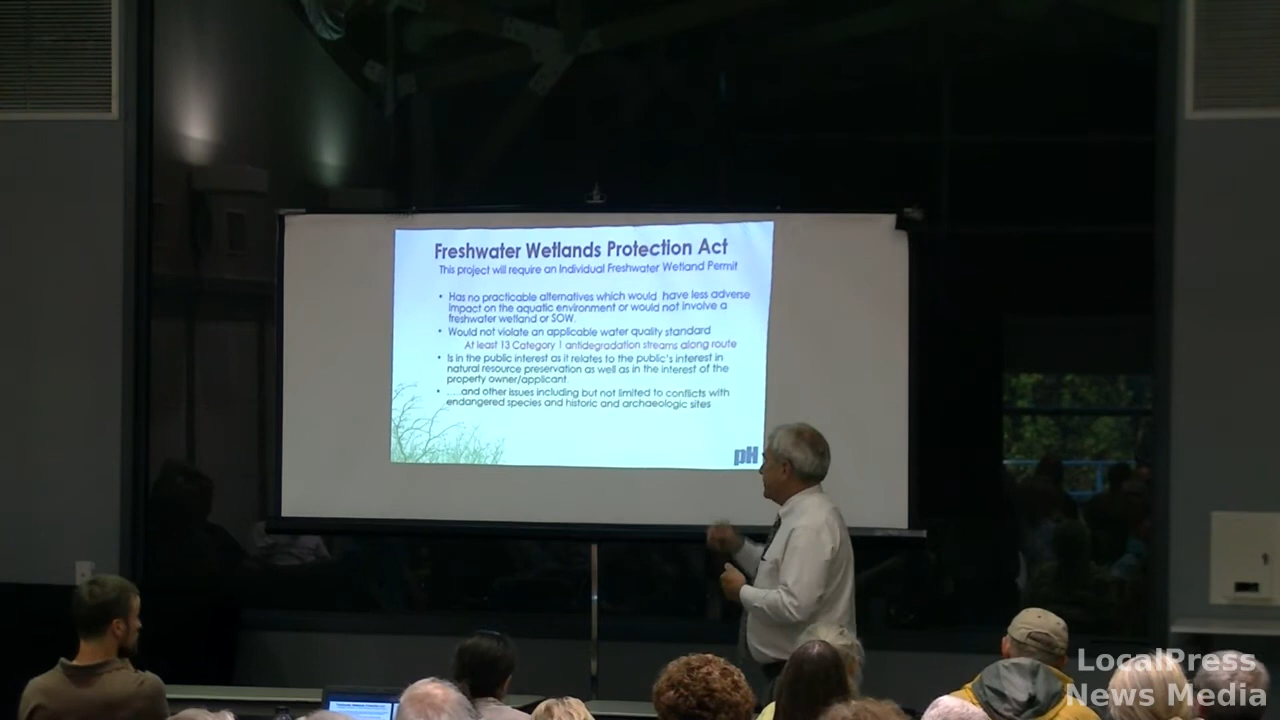 Freshwater Wetlands Protection Act
This project will require an Individual Freshwater Wetland Permit
• Has no practicable alternatives which would have less adverse
impact on the aquatic environment or would not involve a
freshwater wetland or SOW.
• Would not violate an applicable water quality standard
At least 13 Category 1 antidegradation streams along route
• Is in the public interest as it relates to the public's interest in
natural resource preservation as well as in the interest of the
property owner/applicant.
• ....and other issues including but not limited to conflicts with
endangered species and historic and archaeologic sites
pH
LocalPress
News Media